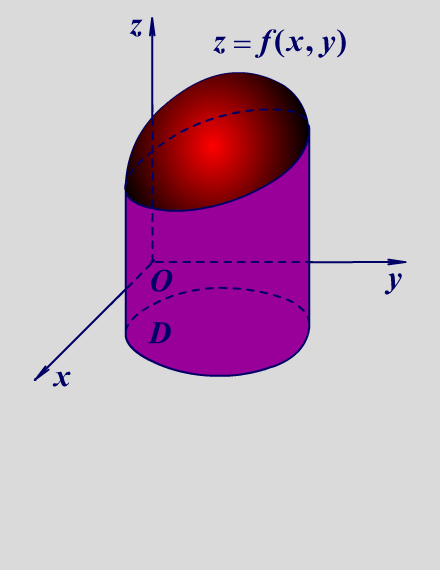 z
z = f(x, y)
O
y
D
x